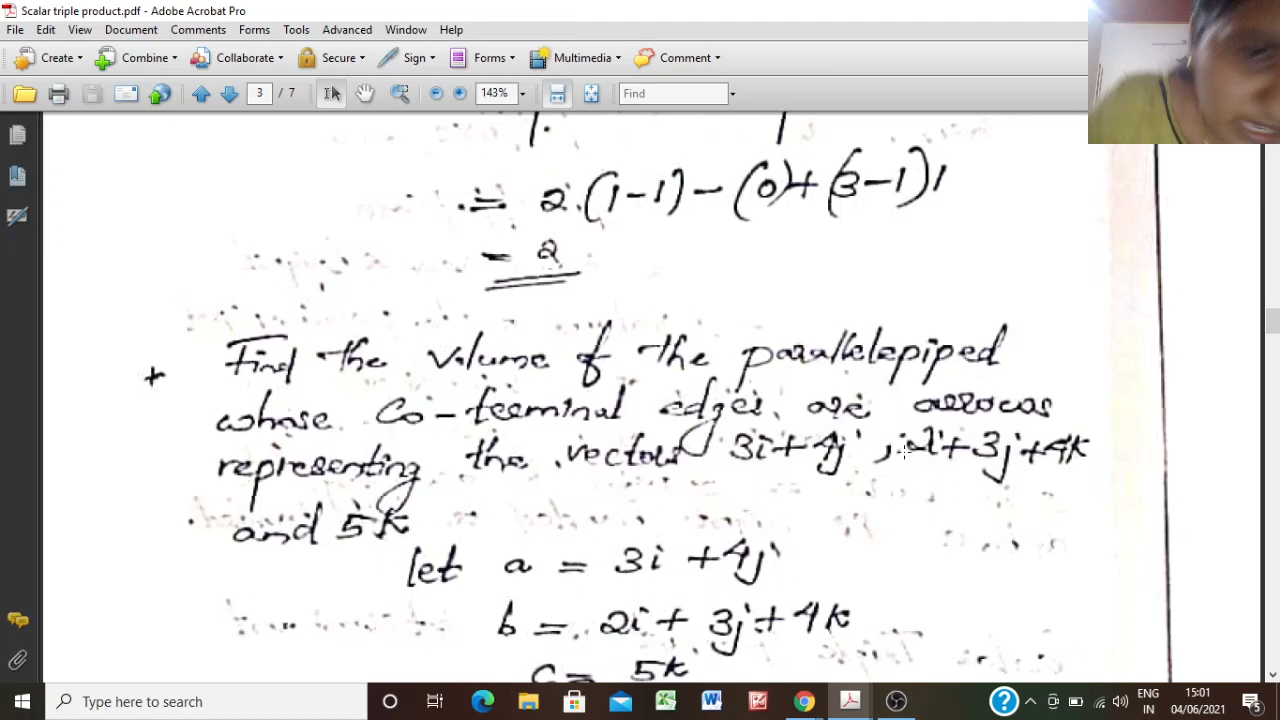 Scalar triple product.pdf - Adobe Acrobat Pro
File Edit View Document Comments Forms Tools Advanced Window Help
Create Combine Collaborate Secure Sign Forms Multimedia Comment
3 / 7 143% Find
= 2.(1-1) - (0) + (3-1)1
= 2
Find the volume of the parallelepiped
whose Co-terminal edges are arrows
representing the vectors 3i+4j, 2i+3j+4k
and 5k
let a = 3i + 4j
b = 2i + 3j + 4k
c = 5k
Type here to search
ENG
IN
15:01
04/06/2021
5